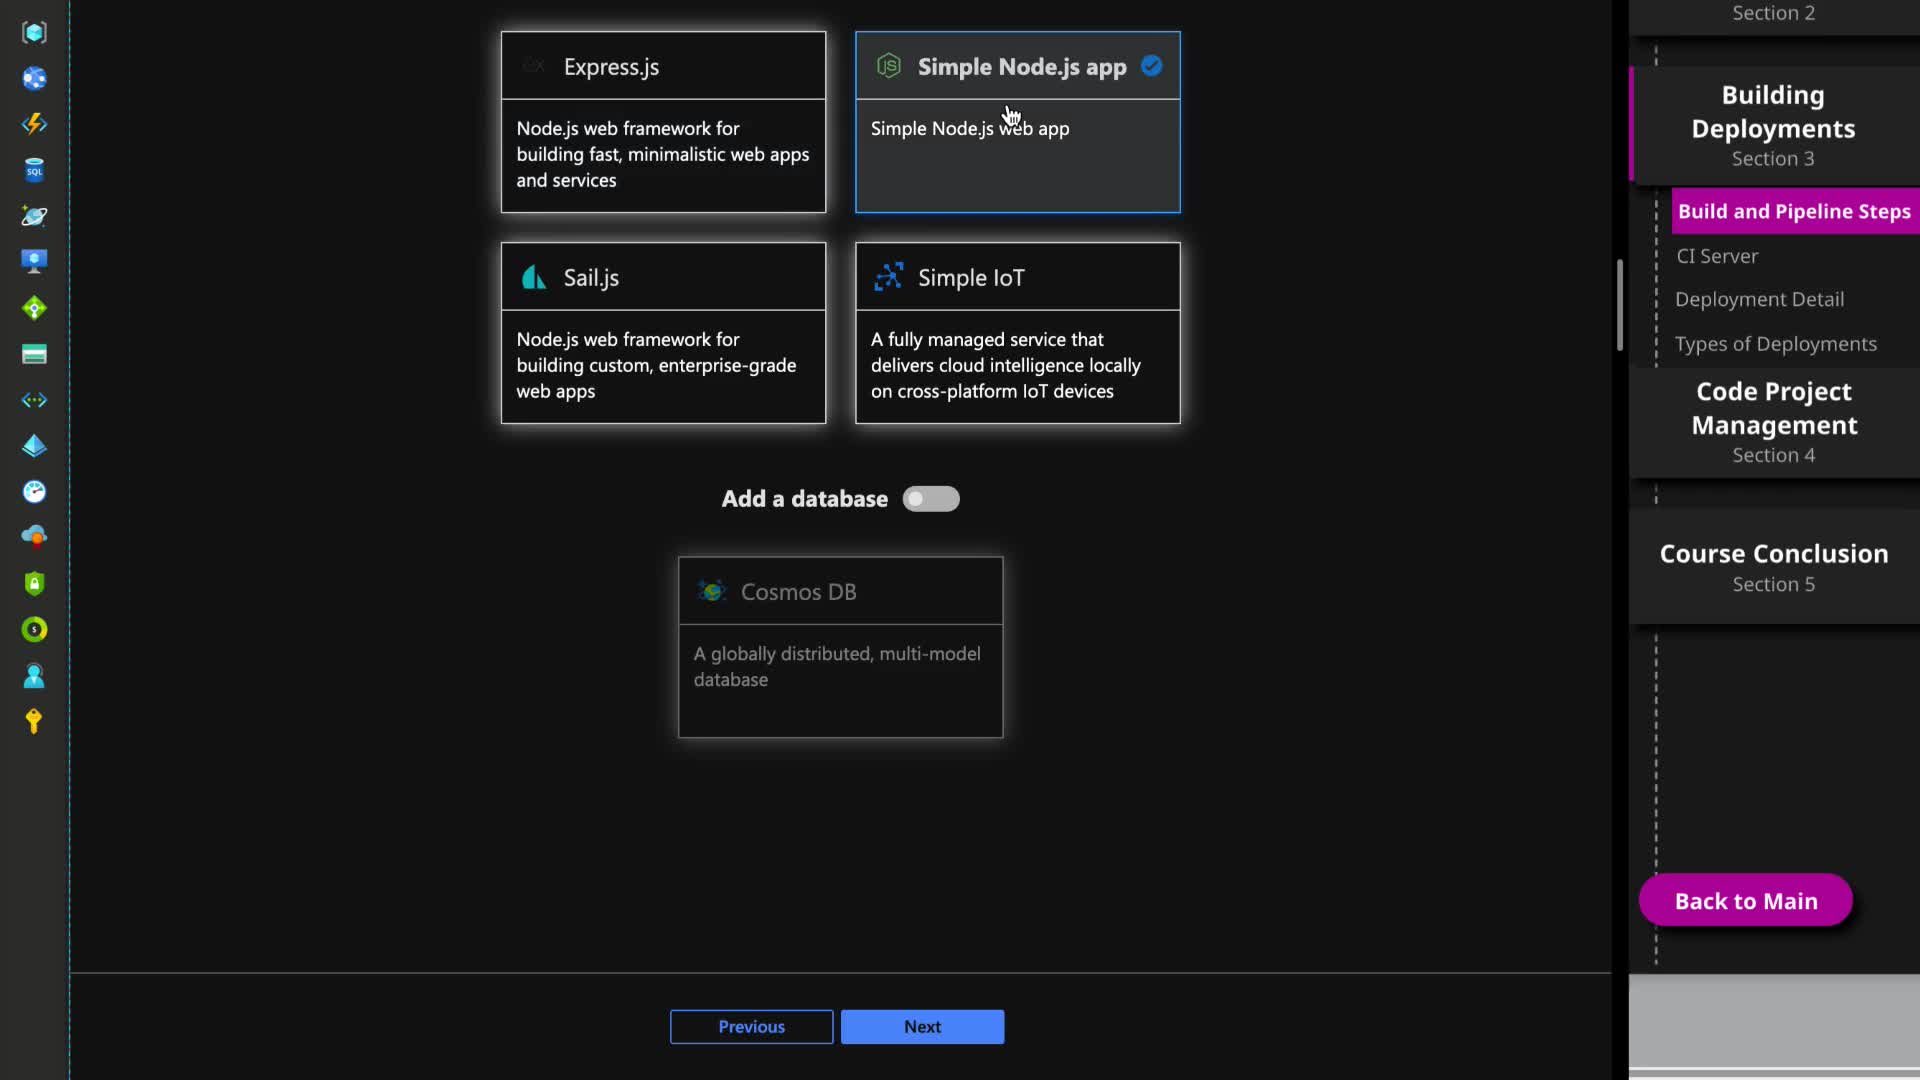 Express.js
Node.js web framework for
building fast, minimalistic web apps
and services
Simple Node.js app
Simple Node.js web app
Sail.js
Node.js web framework for
building custom, enterprise-grade
web apps
Simple IoT
A fully managed service that
delivers cloud intelligence locally
on cross-platform IoT devices
Add a database
Cosmos DB
A globally distributed, multi-model
database
Previous
Next
Section 2
Building
Deployments
Section 3
Build and Pipeline Steps
CI Server
Deployment Detail
Types of Deployments
Code Project
Management
Section 4
Course Conclusion
Section 5
Back to Main